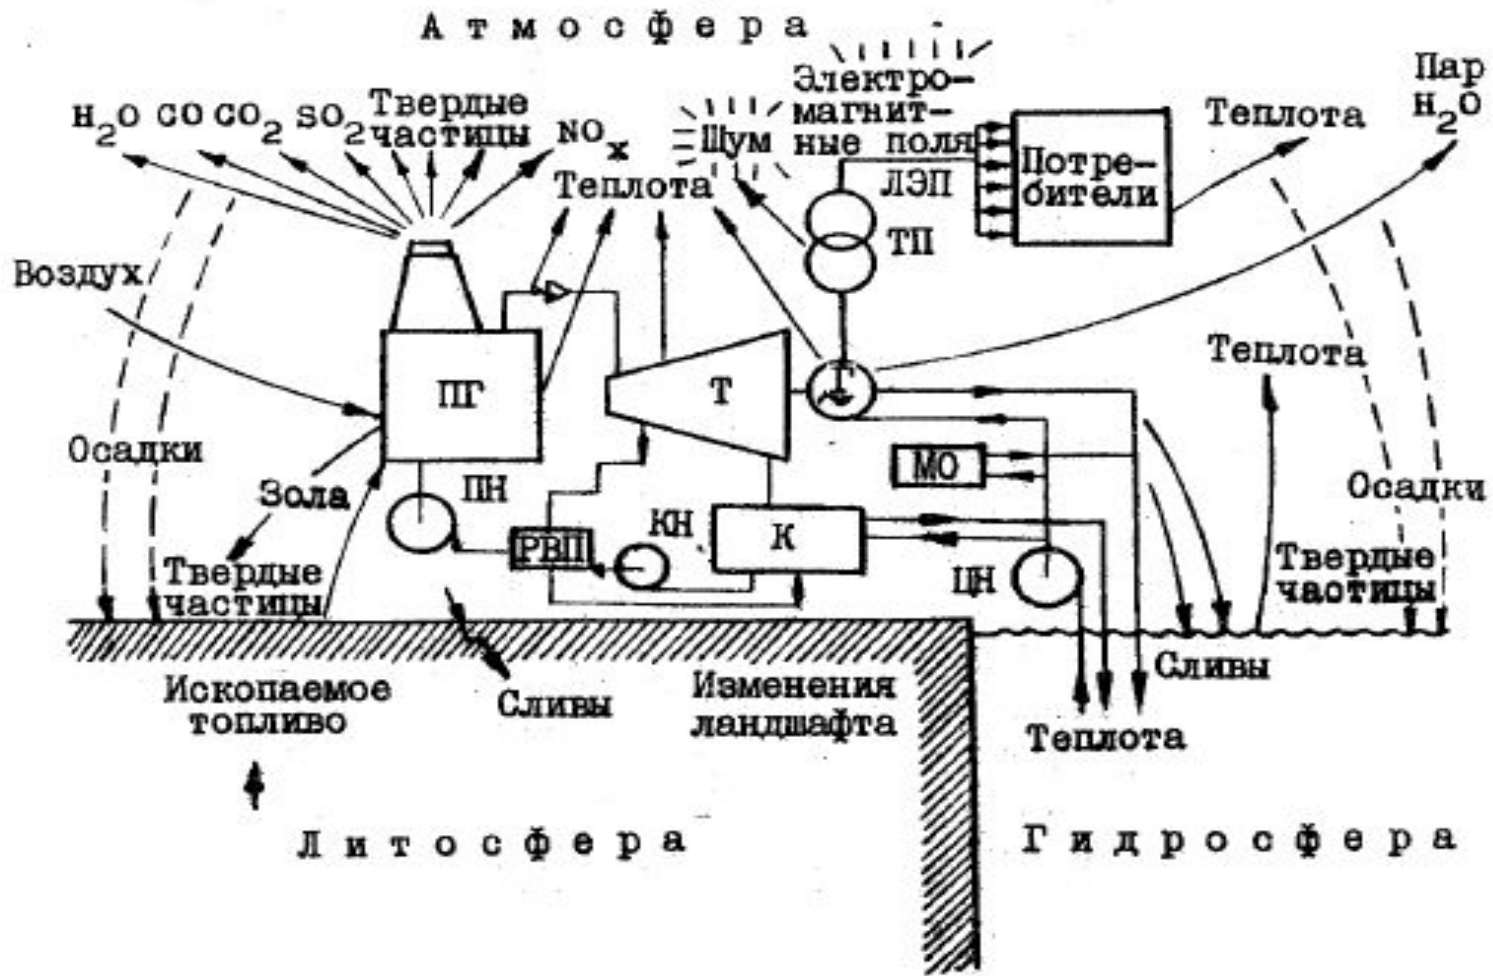 Атмосфера
Электро-
магнит-
ные поля
Пар
H₂O
H₂O CO CO₂ SO₂ Твердые
частицы
NOₓ
Шум
Теплота
Теплота
Потре-
бители
ЛЭП
ТП
Воздух
Г
Теплота
ПГ
Т
Осадки
МО
Зола
ПН
КН
К
РВП
ЦН
Осадки
Твердые
частицы
Твердые
частицы
Сливы
Ископаемое
топливо
Сливы
Изменения
ландшафта
Теплота
Литосфера
Гидросфера